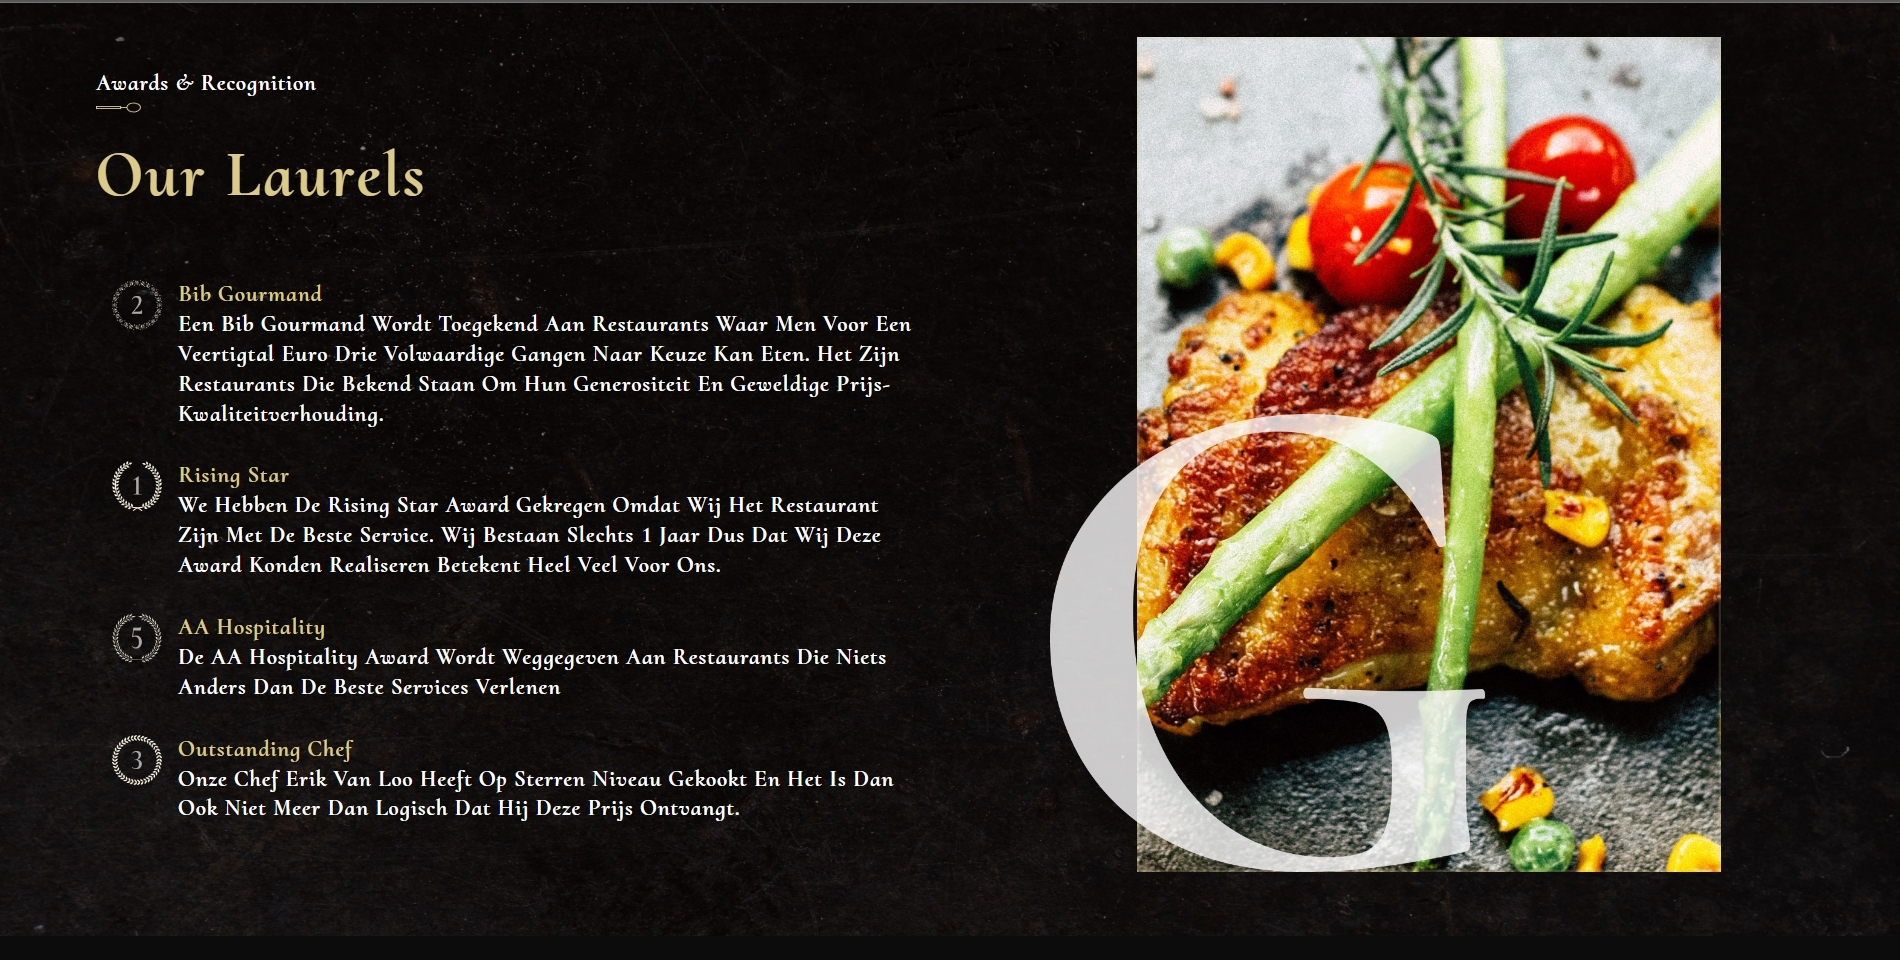 Awards & Recognition
Our Laurels
2
Bib Gourmand
Een Bib Gourmand Wordt Toegekend Aan Restaurants Waar Men Voor Een
Veertigtal Euro Drie Volwaardige Gangen Naar Keuze Kan Eten. Het Zijn
Restaurants Die Bekend Staan Om Hun Generositeit En Geweldige Prijs-
Kwaliteitverhouding.
1
Rising Star
We Hebben De Rising Star Award Gekregen Omdat Wij Het Restaurant
Zijn Met De Beste Service. Wij Bestaan Slechts 1 Jaar Dus Dat Wij Deze
Award Konden Realiseren Betekent Heel Veel Voor Ons.
5
AA Hospitality
De AA Hospitality Award Wordt Weggegeven Aan Restaurants Die Niets
Anders Dan De Beste Services Verlenen
3
Outstanding Chef
Onze Chef Erik Van Loo Heeft Op Sterren Niveau Gekookt En Het Is Dan
Ook Niet Meer Dan Logisch Dat Hij Deze Prijs Ontvangt.
G